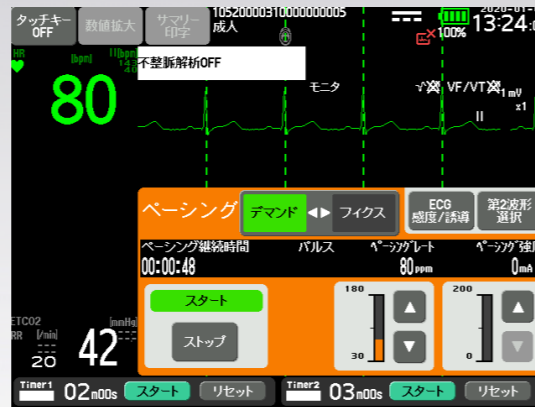 タッチキー
OFF
数値拡大
サマリー
印字
10520000310000000005
成人
100%
13:24
HR
[bpm]
80
不整脈解析OFF
モニタ
VF/VT
1 mV
x1
II
ペーシング
デマンド
フィクス
ECG
感度/誘導
第2波形
選択
ペーシング継続時間
パルス
ペーシングレート
ペーシング強度
00:00:48
80ppm
0mA
スタート
ストップ
180
30
200
0
ETCO2
[mmHg]
RR
[/min]
---
20
42
Timer1
02m00s
スタート
リセット
Timer2
03m00s
スタート
リセット